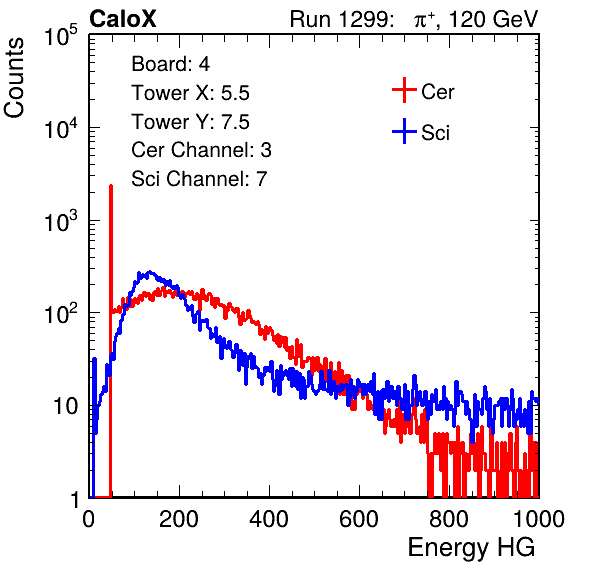 CaloX Run 1299: π⁺, 120 GeV
Counts
Board: 4
Tower X: 5.5
Tower Y: 7.5
Cer Channel: 3
Sci Channel: 7
Cer
Sci
10⁵
10⁴
10³
10²
10
1
0 200 400 600 800 1000
Energy HG